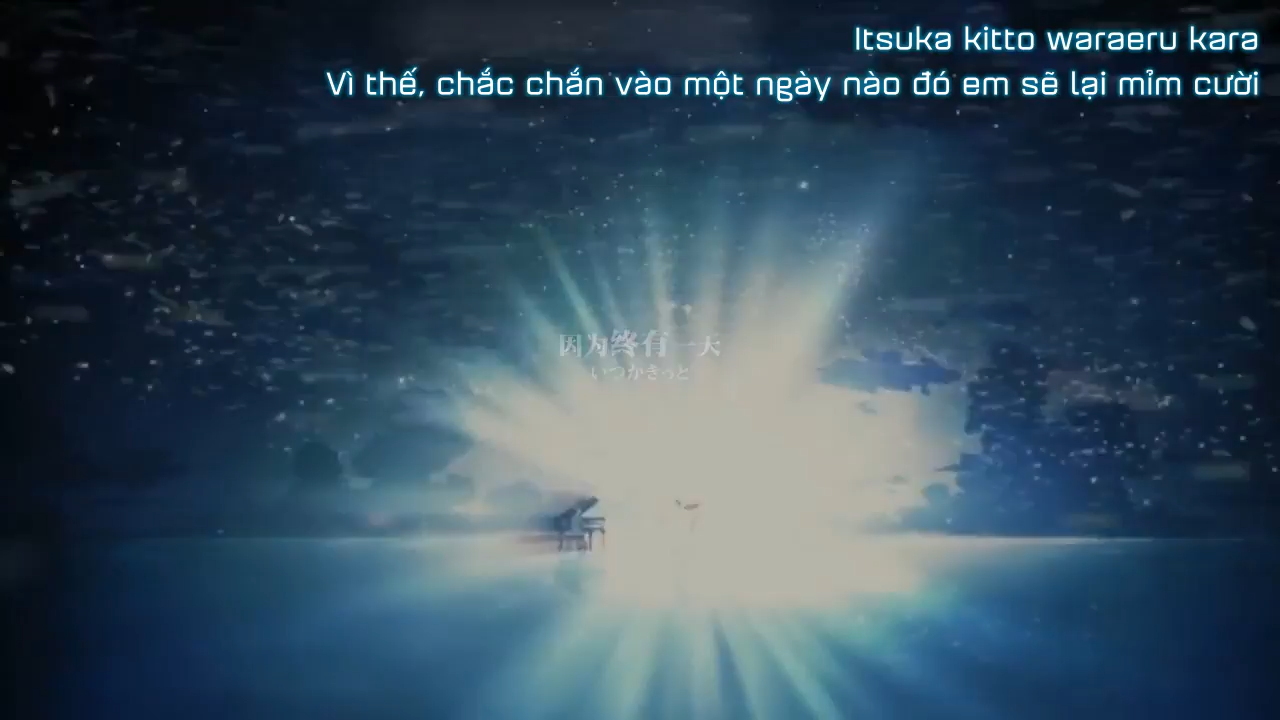 Itsuka kitto waraeru kara
Vì thế, chắc chắn vào một ngày nào đó em sẽ lại mỉm cười
因为终有一天
いつかきっと